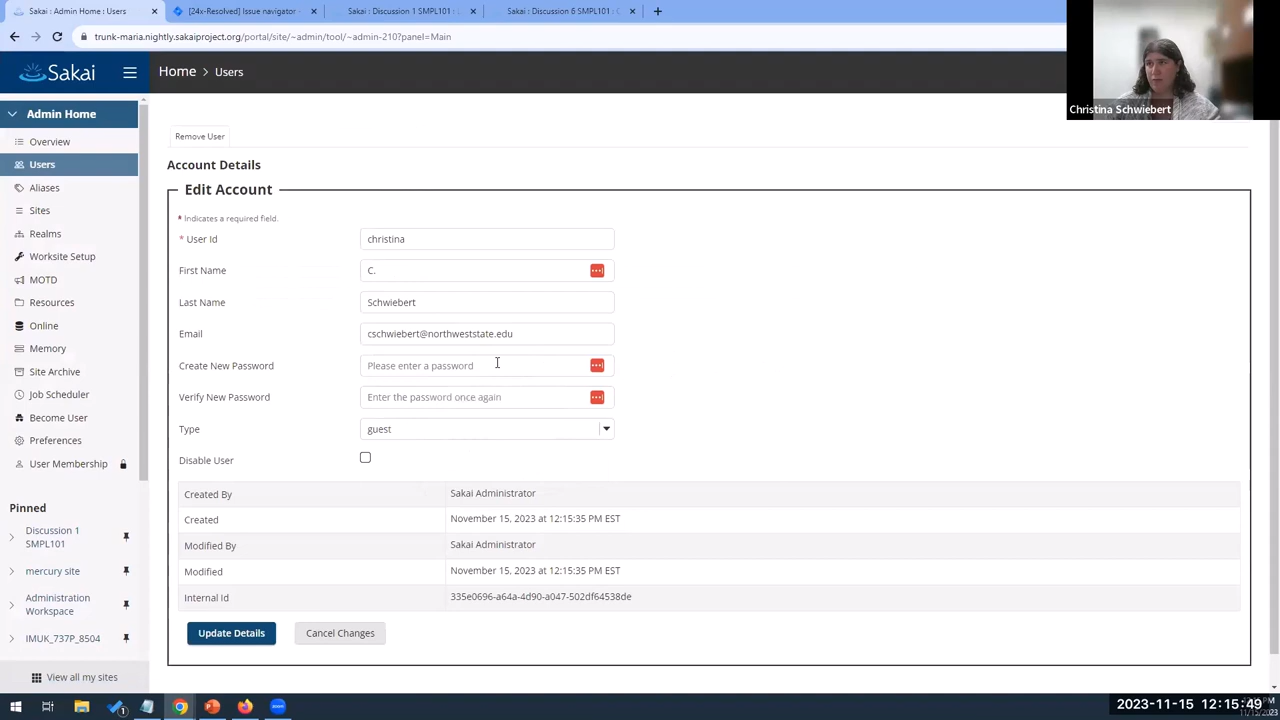 Sakai : Users
[24x-Resolved] Issue navigator -
Sakai : Discussion 1 SMPL101 :
Sakai : Discussion 6 SMPL101 :
trunk-maria.nightly.sakaiproject.org/portal/site/~admin/tool/~admin-210?panel=Main
Sakai
Home > Users
Christina Schwiebert
Admin Home
Overview
Users
Aliases
Sites
Realms
Worksite Setup
MOTD
Resources
Online
Memory
Site Archive
Job Scheduler
Become User
Preferences
User Membership
Pinned
Discussion 1
SMPL101
mercury site
Administration
Workspace
IMUK_737P_8504
View all my sites
Remove User
Account Details
Edit Account
* Indicates a required field.
* User Id christina
First Name C.
Last Name Schwiebert
Email cschwiebert@northweststate.edu
Create New Password Please enter a password
Verify New Password Enter the password once again
Type guest
Disable User
Created By Sakai Administrator
Created November 15, 2023 at 12:15:35 PM EST
Modified By Sakai Administrator
Modified November 15, 2023 at 12:15:35 PM EST
Internal Id 335e0696-a64a-4d90-a047-502df64538de
Update Details Cancel Changes
2023-11-15 12:15:49